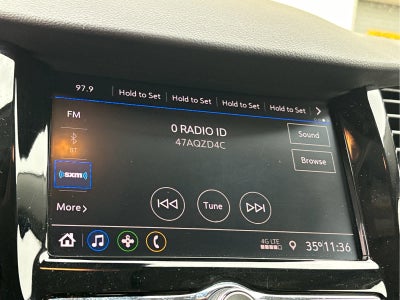 97.9 Hold to Set Hold to Set Hold to Set Hold to Set
FM
0 RADIO ID
47AQZD4C
Sound
BT
Browse
sxm
Tune
More
4G LTE
35° 11:36